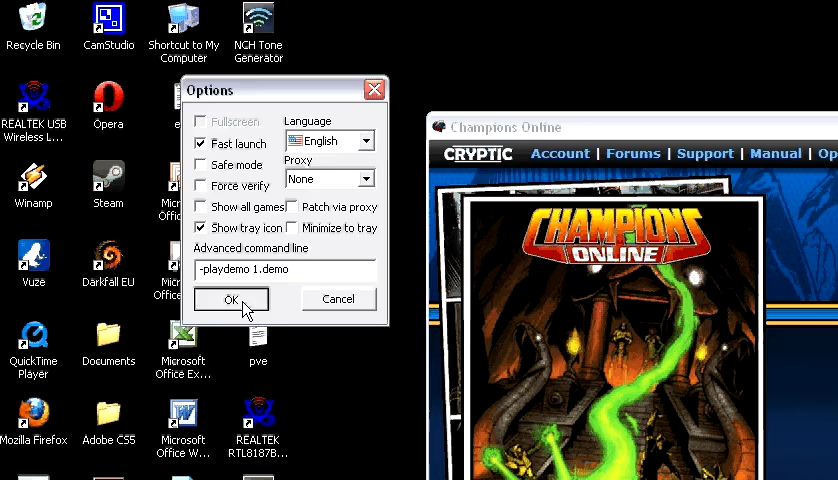 Recycle Bin
CamStudio
Shortcut to My
Computer
NCH Tone
Generator
REALTEK USB
Wireless L...
Opera
Winamp
Steam
Office
Vuze
Darkfall EU
Office
QuickTime
Player
Documents
Microsoft
Office Ex...
pve
Mozilla Firefox
Adobe CS5
Microsoft
Office W...
REALTEK
RTL8187B...
Options
Fullscreen
Fast launch
Safe mode
Force verify
Show all games
Show tray icon
Language
English
Proxy
None
Patch via proxy
Minimize to tray
Advanced command line
-playdemo 1.demo
OK
Cancel
Champions Online
CRYPTIC
Account | Forums | Support | Manual | Op
CHAMPIONS
ONLINE